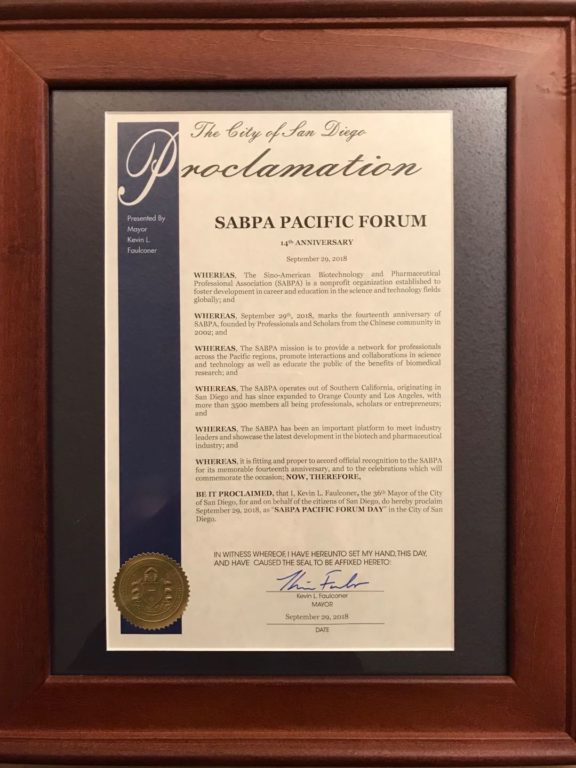 The City of San Diego
Proclamation
Presented By
Mayor
Kevin L.
Faulconer
SABPA PACIFIC FORUM
14th ANNIVERSARY
September 29, 2018
WHEREAS, The Sino-American Biotechnology and Pharmaceutical
Professional Association (SABPA) is a nonprofit organization established to
foster development in career and education in the science and technology fields
globally; and
WHEREAS, September 29th, 2018, marks the fourteenth anniversary of
SABPA, founded by Professionals and Scholars from the Chinese community in
2002; and
WHEREAS, The SABPA mission is to provide a network for professionals
across the Pacific regions, promote interactions and collaborations in science
and technology as well as educate the public of the benefits of biomedical
research; and
WHEREAS, The SABPA operates out of Southern California, originating in
San Diego and has since expanded to Orange County and Los Angeles, with
more than 3500 members all being professionals, scholars or entrepreneurs;
and
WHEREAS, The SABPA has been an important platform to meet industry
leaders and showcase the latest development in the biotech and pharmaceutical
industry; and
WHEREAS, it is fitting and proper to accord official recognition to the SABPA
for its memorable fourteenth anniversary, and to the celebrations which will
commemorate the occasion; NOW, THEREFORE,
BE IT PROCLAIMED, that I, Kevin L. Faulconer, the 36th Mayor of the City
of San Diego, for and on behalf of the citizens of San Diego, do hereby proclaim
September 29, 2018, as "SABPA PACIFIC FORUM DAY" in the City of San
Diego.
IN WITNESS WHEREOF, I HAVE HEREUNTO SET MY HAND, THIS DAY,
AND HAVE CAUSED THE SEAL TO BE AFFIXED HERETO:
Kevin L. Faulconer
MAYOR
September 29, 2018
DATE